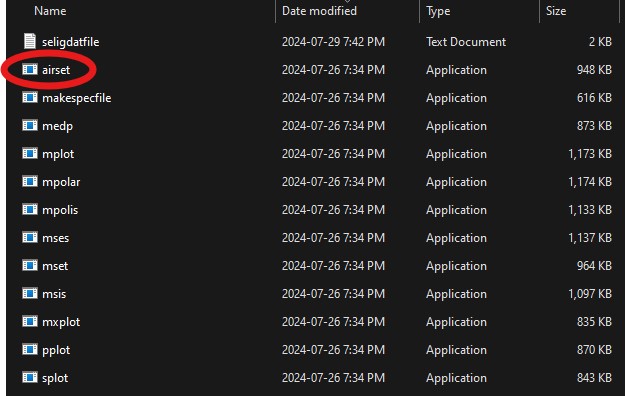 Name Date modified Type Size
seligdatfile 2024-07-29 7:42 PM Text Document 2 KB
airset 2024-07-26 7:34 PM Application 948 KB
makespecfile 2024-07-26 7:34 PM Application 616 KB
medp 2024-07-26 7:34 PM Application 873 KB
mplot 2024-07-26 7:34 PM Application 1,173 KB
mpolar 2024-07-26 7:34 PM Application 1,174 KB
mpolis 2024-07-26 7:34 PM Application 1,133 KB
mses 2024-07-26 7:34 PM Application 1,137 KB
mset 2024-07-26 7:34 PM Application 964 KB
msis 2024-07-26 7:34 PM Application 1,097 KB
mxplot 2024-07-26 7:34 PM Application 835 KB
pplot 2024-07-26 7:34 PM Application 870 KB
splot 2024-07-26 7:34 PM Application 843 KB